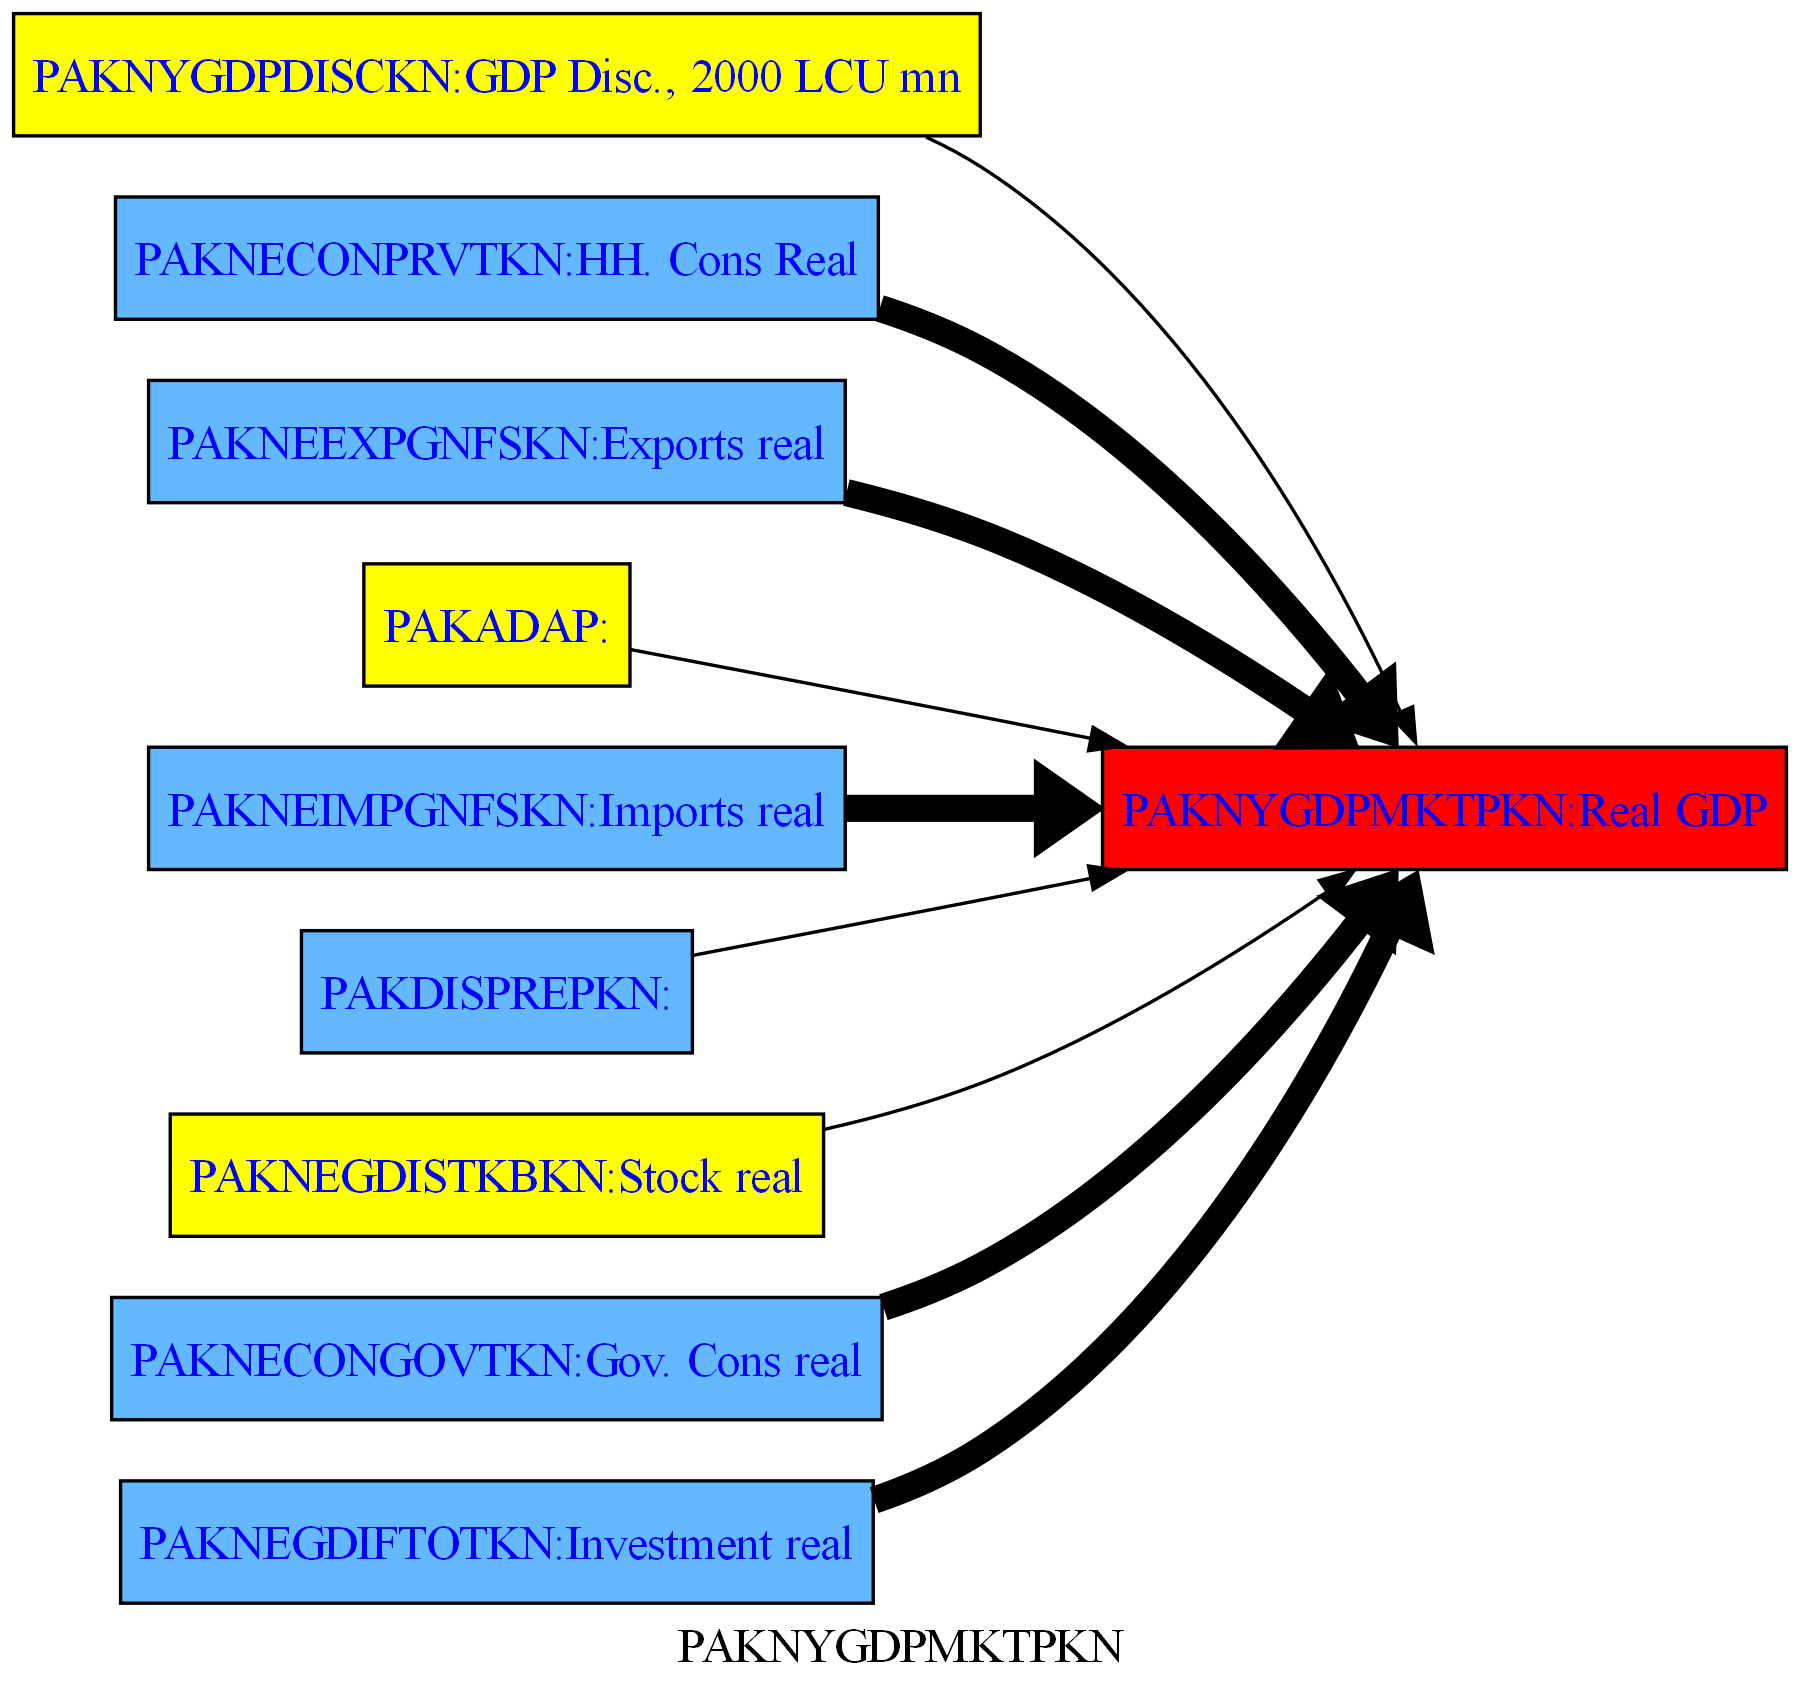 PAKNYGDPDISCKN:GDP Disc., 2000 LCU mn
PAKNECONPRVTKN:HH. Cons Real
PAKNEEXPGNFSKN:Exports real
PAKADAP:
PAKNEIMPGNFSKN:Imports real
PAKNYGDPMKTPKN:Real GDP
PAKDISPREPKN:
PAKNEGDISTKBKN:Stock real
PAKNECONGOVTKN:Gov. Cons real
PAKNEGDIFTOTKN:Investment real
PAKNYGDPMKTPKN